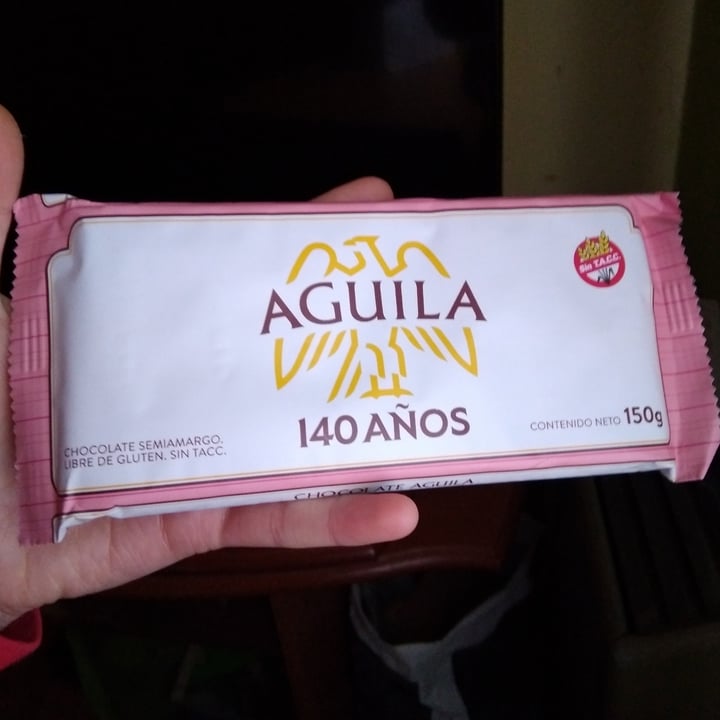 AGUILA
140 AÑOS
Sin T.A.C.C.
CHOCOLATE SEMIAMARGO.
LIBRE DE GLUTEN. SIN TACC.
CONTENIDO NETO 150g
CHOCOLATE AGUILA